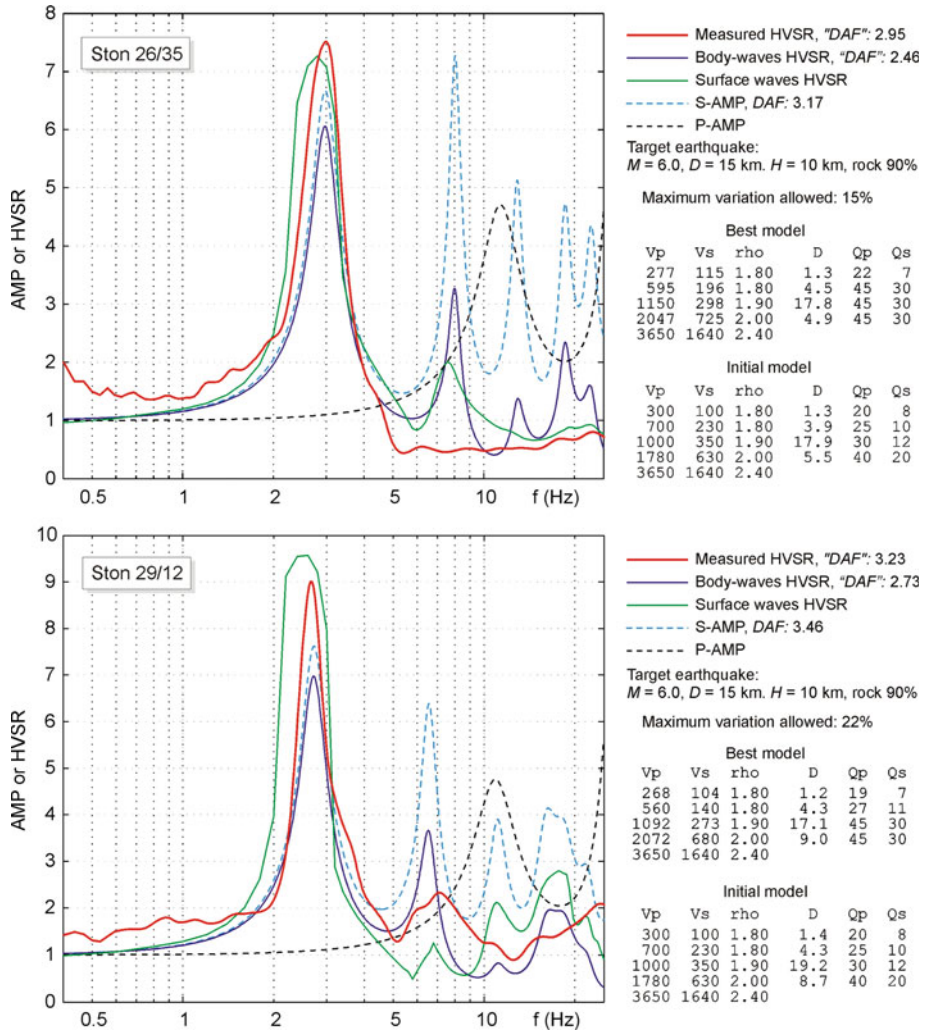 Ston 26/35
AMP or HVSR
8
7
6
5
4
3
2
1
0
0.5 1 2 5 10 f (Hz)
Measured HVSR, "DAF": 2.95
Body-waves HVSR, "DAF": 2.46
Surface waves HVSR
S-AMP, DAF: 3.17
P-AMP
Target earthquake:
M = 6.0, D = 15 km. H = 10 km, rock 90%
Maximum variation allowed: 15%
Best model
Vp Vs rho D Qp Qs
277 115 1.80 1.3 22 7
595 196 1.80 4.5 45 30
1150 298 1.90 17.8 45 30
2047 725 2.00 4.9 45 30
3650 1640 2.40
Initial model
Vp Vs rho D Qp Qs
300 100 1.80 1.3 20 8
700 230 1.80 3.9 25 10
1000 350 1.90 17.9 30 12
1780 630 2.00 5.5 40 20
3650 1640 2.40
Ston 29/12
AMP or HVSR
10
9
8
7
6
5
4
3
2
1
0
0.5 1 2 5 10 f (Hz)
Measured HVSR, "DAF": 3.23
Body-waves HVSR, "DAF": 2.73
Surface waves HVSR
S-AMP, DAF: 3.46
P-AMP
Target earthquake:
M = 6.0, D = 15 km. H = 10 km, rock 90%
Maximum variation allowed: 22%
Best model
Vp Vs rho D Qp Qs
268 104 1.80 1.2 19 7
560 140 1.80 4.3 27 11
1092 273 1.90 17.1 45 30
2072 680 2.00 9.0 45 30
3650 1640 2.40
Initial model
Vp Vs rho D Qp Qs
300 100 1.80 1.4 20 8
700 230 1.80 4.3 25 10
1000 350 1.90 19.2 30 12
1780 630 2.00 8.7 40 20
3650 1640 2.40